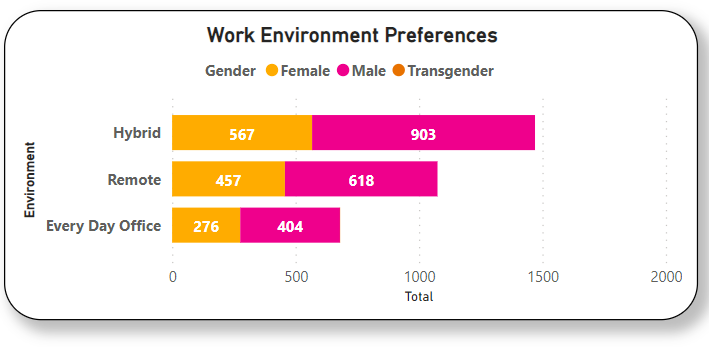 Work Environment Preferences
Gender Female Male Transgender
Environment
Hybrid 567 903
Remote 457 618
Every Day Office 276 404
0 500 1000 1500 2000
Total